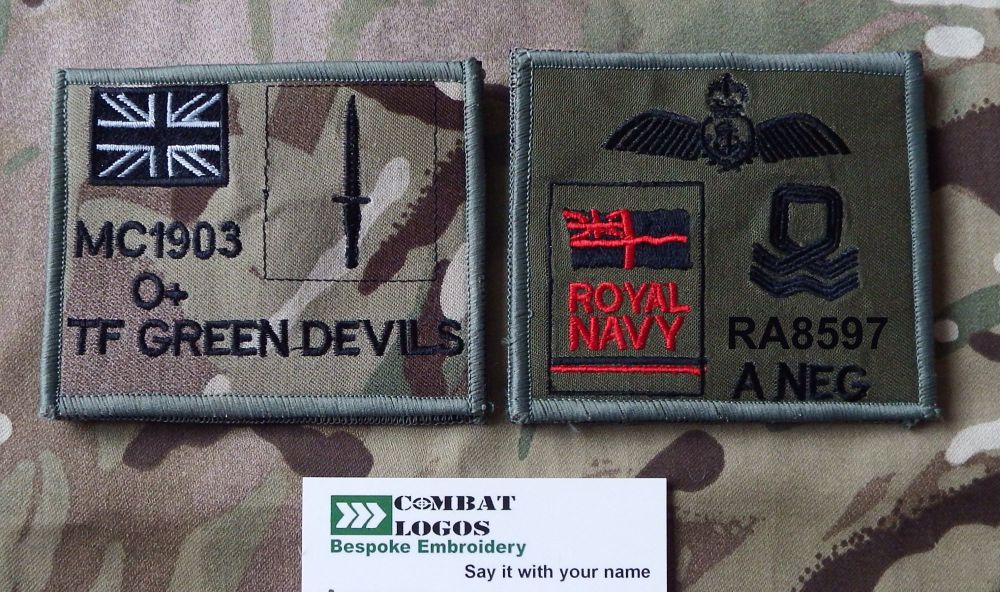 MC1903
O+
TF GREEN DEVILS
ROYAL
NAVY
RA8597
A NEG
COMBAT
LOGOS
Bespoke Embroidery
Say it with your name